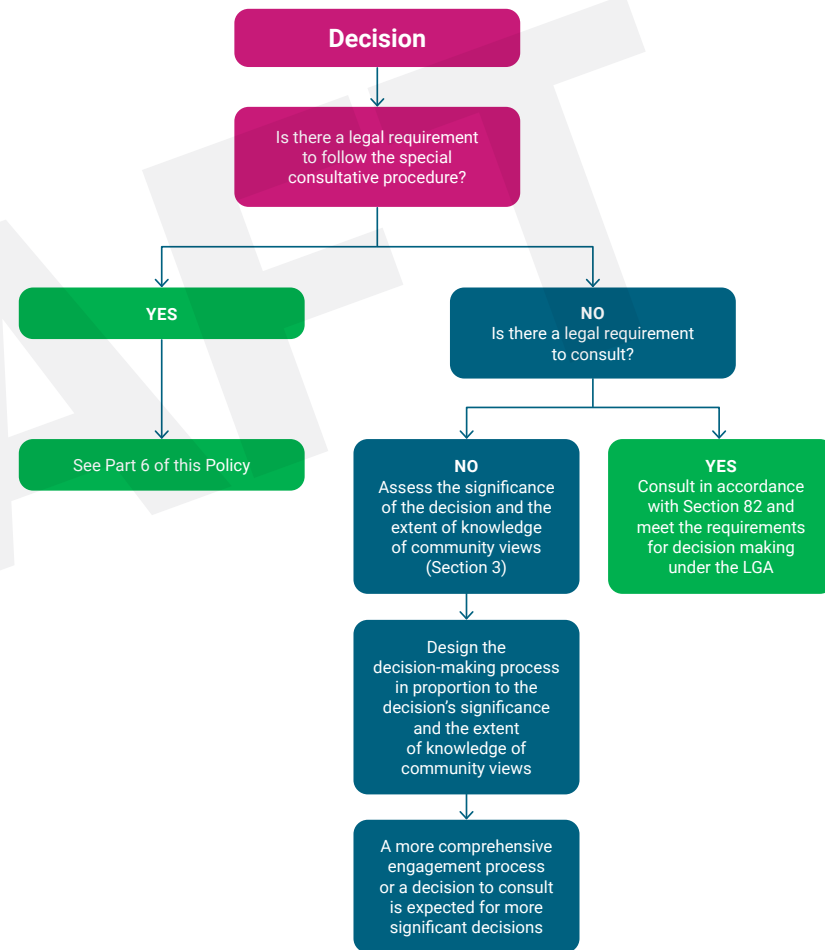 Decision
Is there a legal requirement
to follow the special
consultative procedure?
YES
See Part 6 of this Policy
NO
Is there a legal requirement
to consult?
NO
Assess the significance
of the decision and the
extent of knowledge
of community views
(Section 3)
YES
Consult in accordance
with Section 82 and
meet the requirements
for decision making
under the LGA
Design the
decision-making process
in proportion to the
decision’s significance
and the extent
of knowledge of
community views
A more comprehensive
engagement process
or a decision to consult
is expected for more
significant decisions
AFT